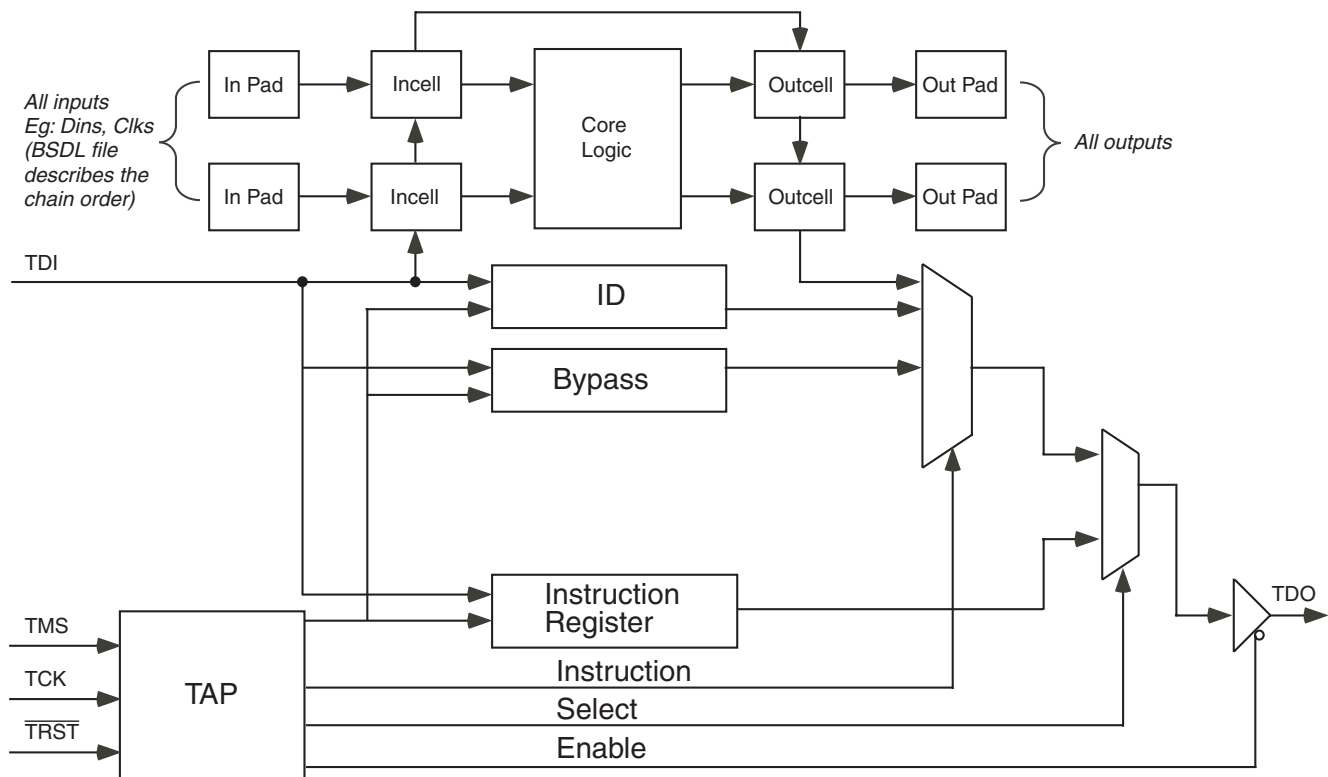 In Pad
Incell
Core
Logic
Outcell
Out Pad
All inputs
Eg: Dins, Clks
(BSDL file
describes the
chain order)
All outputs
In Pad
Incell
Outcell
Out Pad
TDI
ID
Bypass
Instruction
Register
TMS
TCK
TRST
TAP
Instruction
Select
Enable
TDO